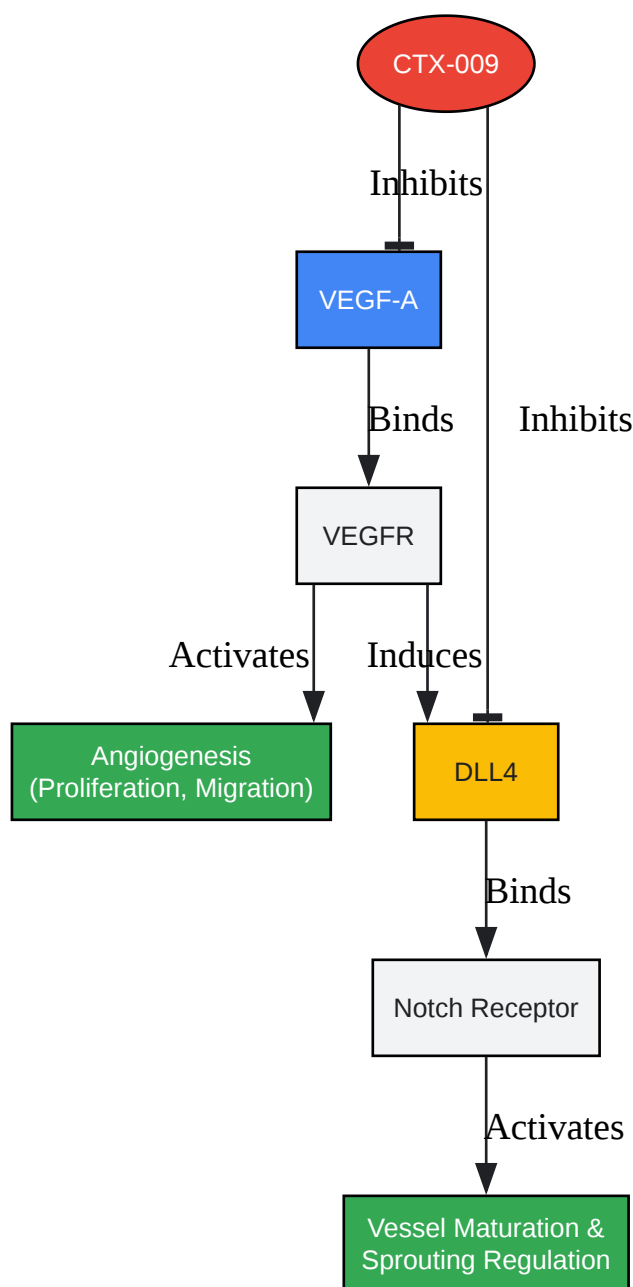 CTX-009
Inhibits
VEGF-A
Binds
Inhibits
VEGFR
Activates
Induces
Angiogenesis
(Proliferation, Migration)
DLL4
Binds
Notch Receptor
Activates
Vessel Maturation &
Sprouting Regulation